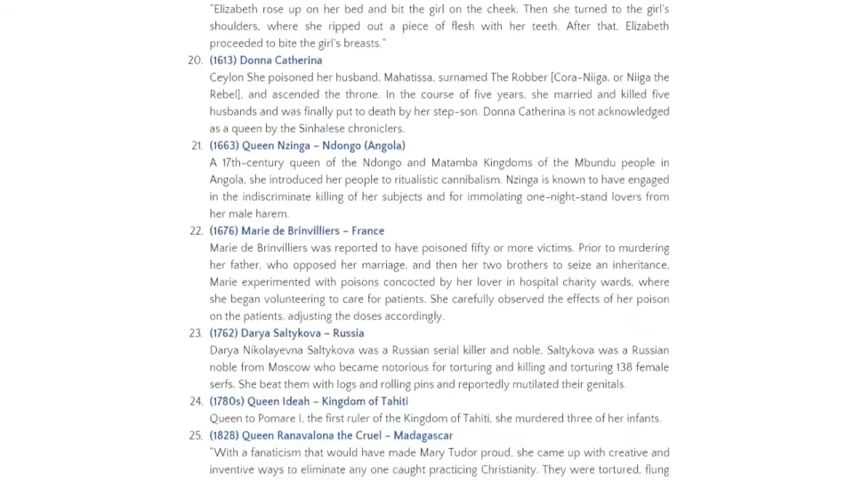 "Elizabeth rose up on her bed and bit the girl on the cheek. Then she turned to the girl's
shoulders, where she ripped out a piece of flesh with her teeth. After that, Elizabeth
proceeded to bite the girl's breasts."
20. (1613) Donna Catherina
Ceylon She poisoned her husband, Mahatissa, surnamed The Robber [Cora-Niiga, or Niiga the
Rebel], and ascended the throne. In the course of five years, she married and killed five
husbands and was finally put to death by her step-son. Donna Catherina is not acknowledged
as a queen by the Sinhalese chroniclers.
21. (1663) Queen Nzinga – Ndongo (Angola)
A 17th-century queen of the Ndongo and Matamba Kingdoms of the Mbundu people in
Angola, she introduced her people to ritualistic cannibalism. Nzinga is known to have engaged
in the indiscriminate killing of her subjects and for immolating one-night-stand lovers from
her male harem.
22. (1676) Marie de Brinvilliers – France
Marie de Brinvilliers was reported to have poisoned fifty or more victims. Prior to murdering
her father, who opposed her marriage, and then her two brothers to seize an inheritance,
Marie experimented with poisons concocted by her lover in hospital charity wards, where
she began volunteering to care for patients. She carefully observed the effects of her poison
on the patients, adjusting the doses accordingly.
23. (1762) Darya Saltykova – Russia
Darya Nikolayevna Saltykova was a Russian serial killer and noble. Saltykova was a Russian
noble from Moscow who became notorious for torturing and killing and torturing 138 female
serfs. She beat them with logs and rolling pins and reportedly mutilated their genitals.
24. (1780s) Queen Ideah – Kingdom of Tahiti
Queen to Pomare I, the first ruler of the Kingdom of Tahiti, she murdered three of her infants.
25. (1828) Queen Ranavalona the Cruel – Madagascar
"With a fanaticism that would have made Mary Tudor proud, she came up with creative and
inventive ways to eliminate any one caught practicing Christianity. They were tortured, flung